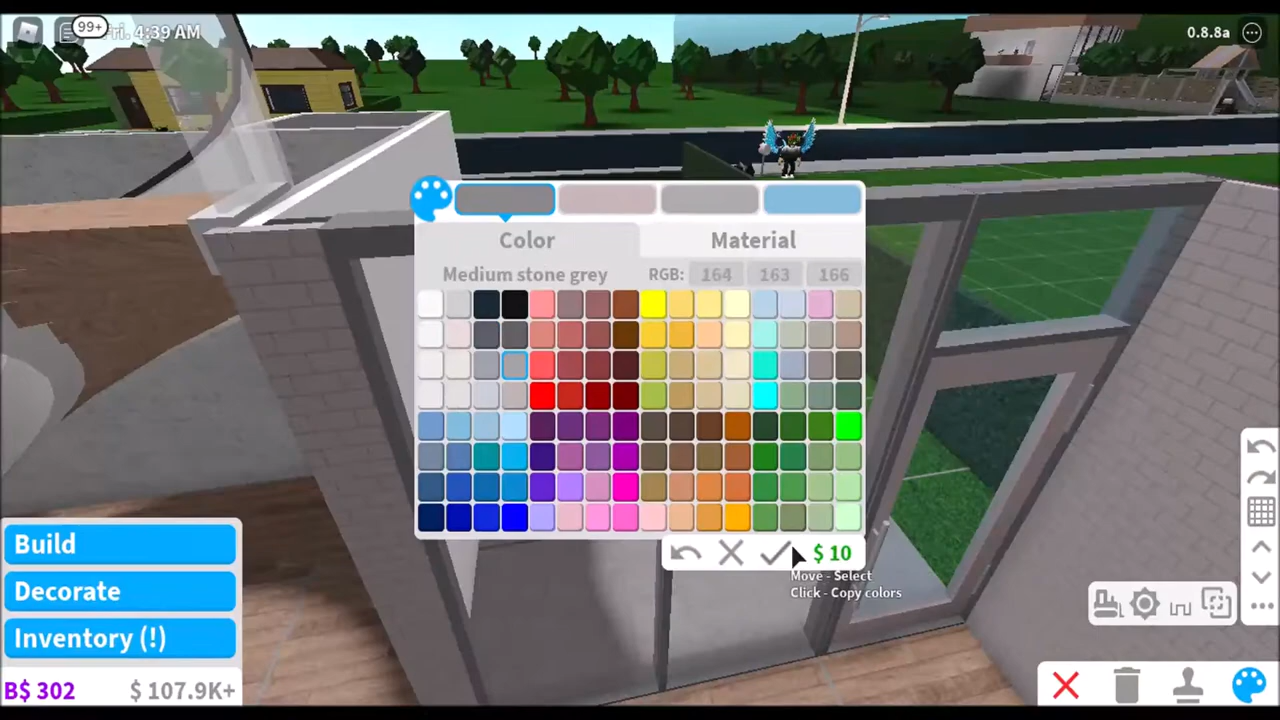 99+
Fri. 4:39 AM
0.8.8a
Color
Material
Medium stone grey
RGB: 164 163 166
$ 10
Move - Select
Click - Copy colors
Build
Decorate
Inventory (!)
B$ 302
$ 107.9K+